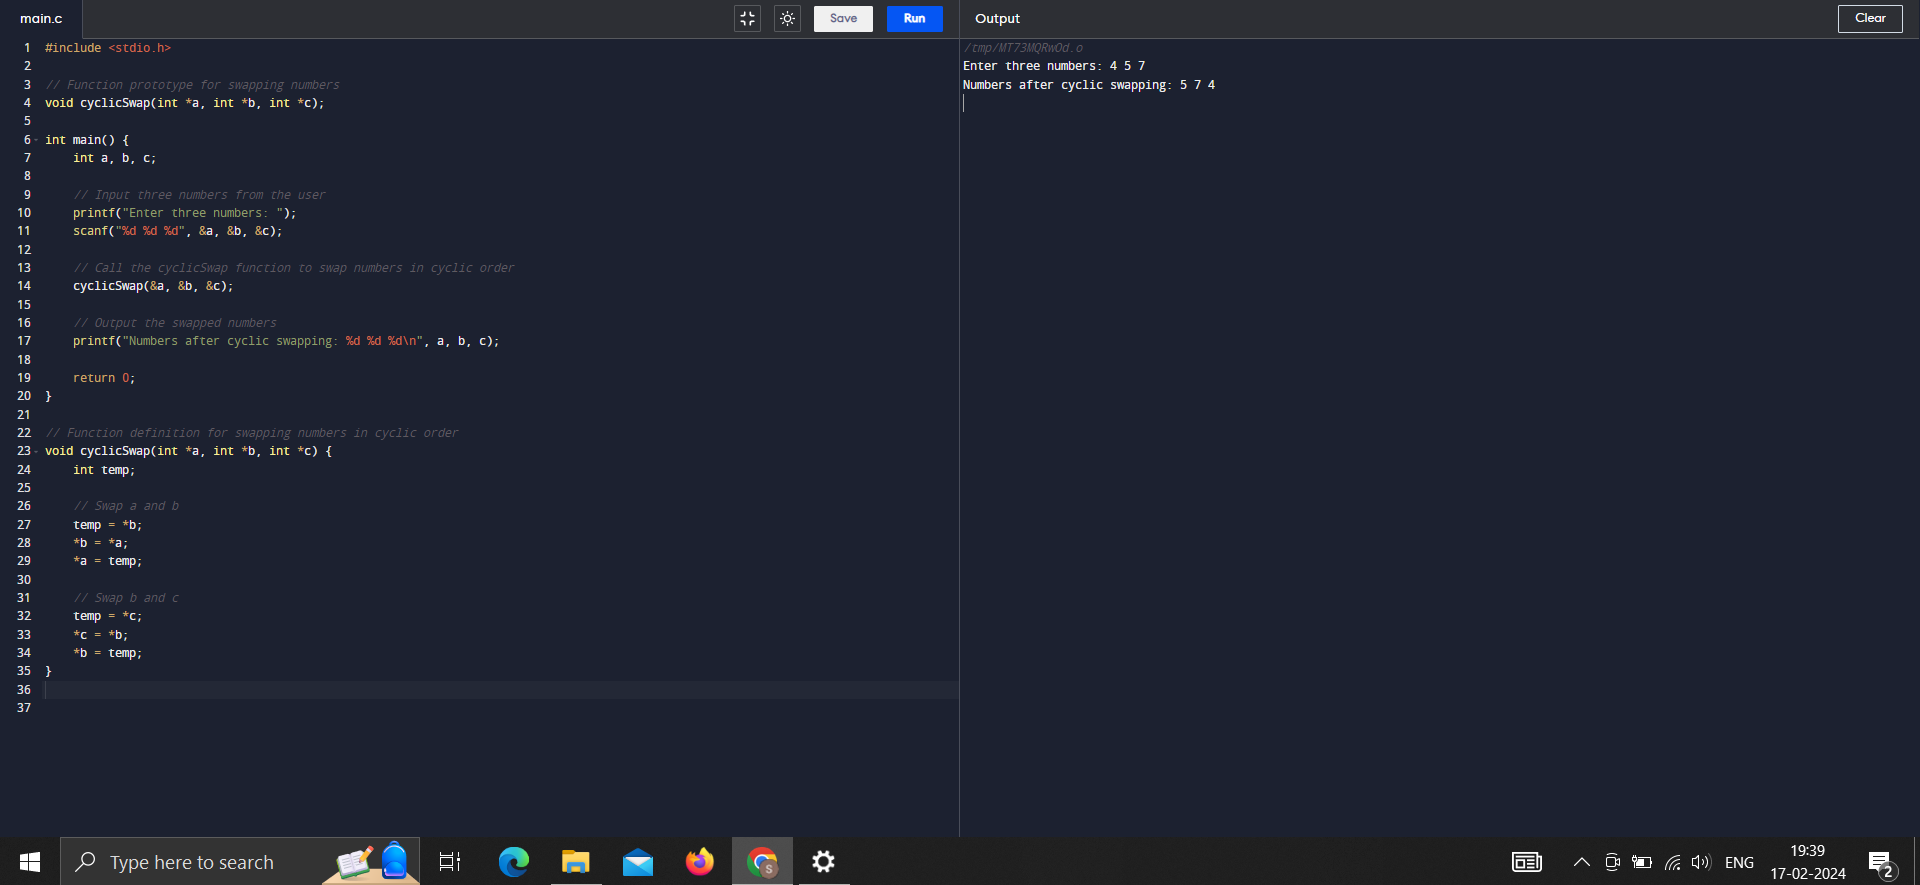 main.c
Save
Run
Output
Clear
1 #include <stdio.h>
2
3 // Function prototype for swapping numbers
4 void cyclicSwap(int *a, int *b, int *c);
5
6 int main() {
7     int a, b, c;
8
9     // Input three numbers from the user
10     printf("Enter three numbers: ");
11     scanf("%d %d %d", &a, &b, &c);
12
13     // Call the cyclicSwap function to swap numbers in cyclic order
14     cyclicSwap(&a, &b, &c);
15
16     // Output the swapped numbers
17     printf("Numbers after cyclic swapping: %d %d %d\n", a, b, c);
18
19     return 0;
20 }
21
22 // Function definition for swapping numbers in cyclic order
23 void cyclicSwap(int *a, int *b, int *c) {
24     int temp;
25
26     // Swap a and b
27     temp = *b;
28     *b = *a;
29     *a = temp;
30
31     // Swap b and c
32     temp = *c;
33     *c = *b;
34     *b = temp;
35 }
36
37
/tmp/MT73MQRwOd.o
Enter three numbers: 4 5 7
Numbers after cyclic swapping: 5 7 4
Type here to search
S
ENG
19:39
17-02-2024
2